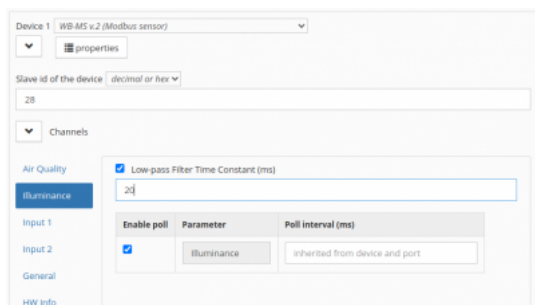 Device 1 WB-MS v.2 (Modbus sensor)
properties
Slave id of the device decimal or hex
28
Channels
Air Quality
Low-pass Filter Time Constant (ms)
Illuminance
20
Input 1
Enable poll Parameter Poll interval (ms)
Input 2
Illuminance inherited from device and port
General
HW Info